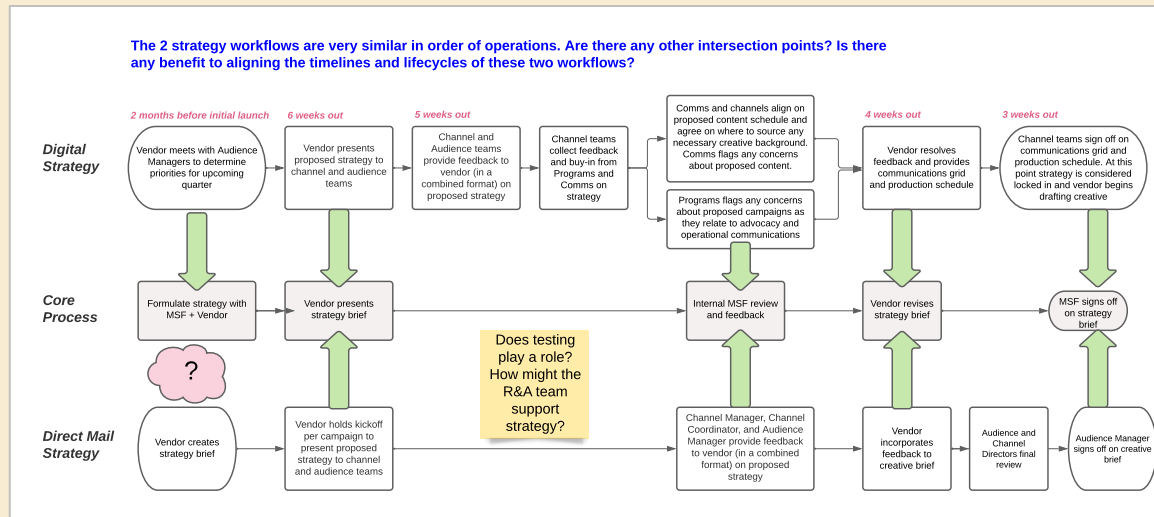 The 2 strategy workflows are very similar in order of operations. Are there any other intersection points? Is there
any benefit to aligning the timelines and lifecycles of these two workflows?
2 months before initial launch
6 weeks out
5 weeks out
4 weeks out
3 weeks out
Digital
Strategy
Vendor meets with Audience
Managers to determine
priorities for upcoming
quarter
Vendor presents
proposed strategy to
channel and audience
teams
Channel and
Audience teams
provide feedback to
vendor (in a
combined format) on
proposed strategy
Channel teams
collect feedback
and buy-in from
Programs and
Comms on
strategy
Comms and channels align on
proposed content schedule and
agree on where to source any
necessary creative background.
Comms flags any concerns
about proposed content.
Programs flags any concerns
about proposed campaigns as
they relate to advocacy and
operational communications
Vendor resolves
feedback and provides
communications grid
and production schedule
Channel teams sign off on
communications grid and
production schedule. At this
point strategy is considered
locked in and vendor begins
drafting creative
Core
Process
Formulate strategy with
MSF + Vendor
Vendor presents
strategy brief
Internal MSF review
and feedback
Vendor revises
strategy brief
MSF signs off
on strategy
brief
?
Does testing
play a role?
How might the
R&A team
support
strategy?
Direct Mail
Strategy
Vendor creates
strategy brief
Vendor holds kickoff
per campaign to
present proposed
strategy to channel
and audience teams
Channel Manager, Channel
Coordinator, and Audience
Manager provide feedback
to vendor (in a combined
format) on proposed
strategy
Vendor
incorporates
feedback to
creative brief
Audience and
Channel
Directors final
review
Audience Manager
signs off on creative
brief